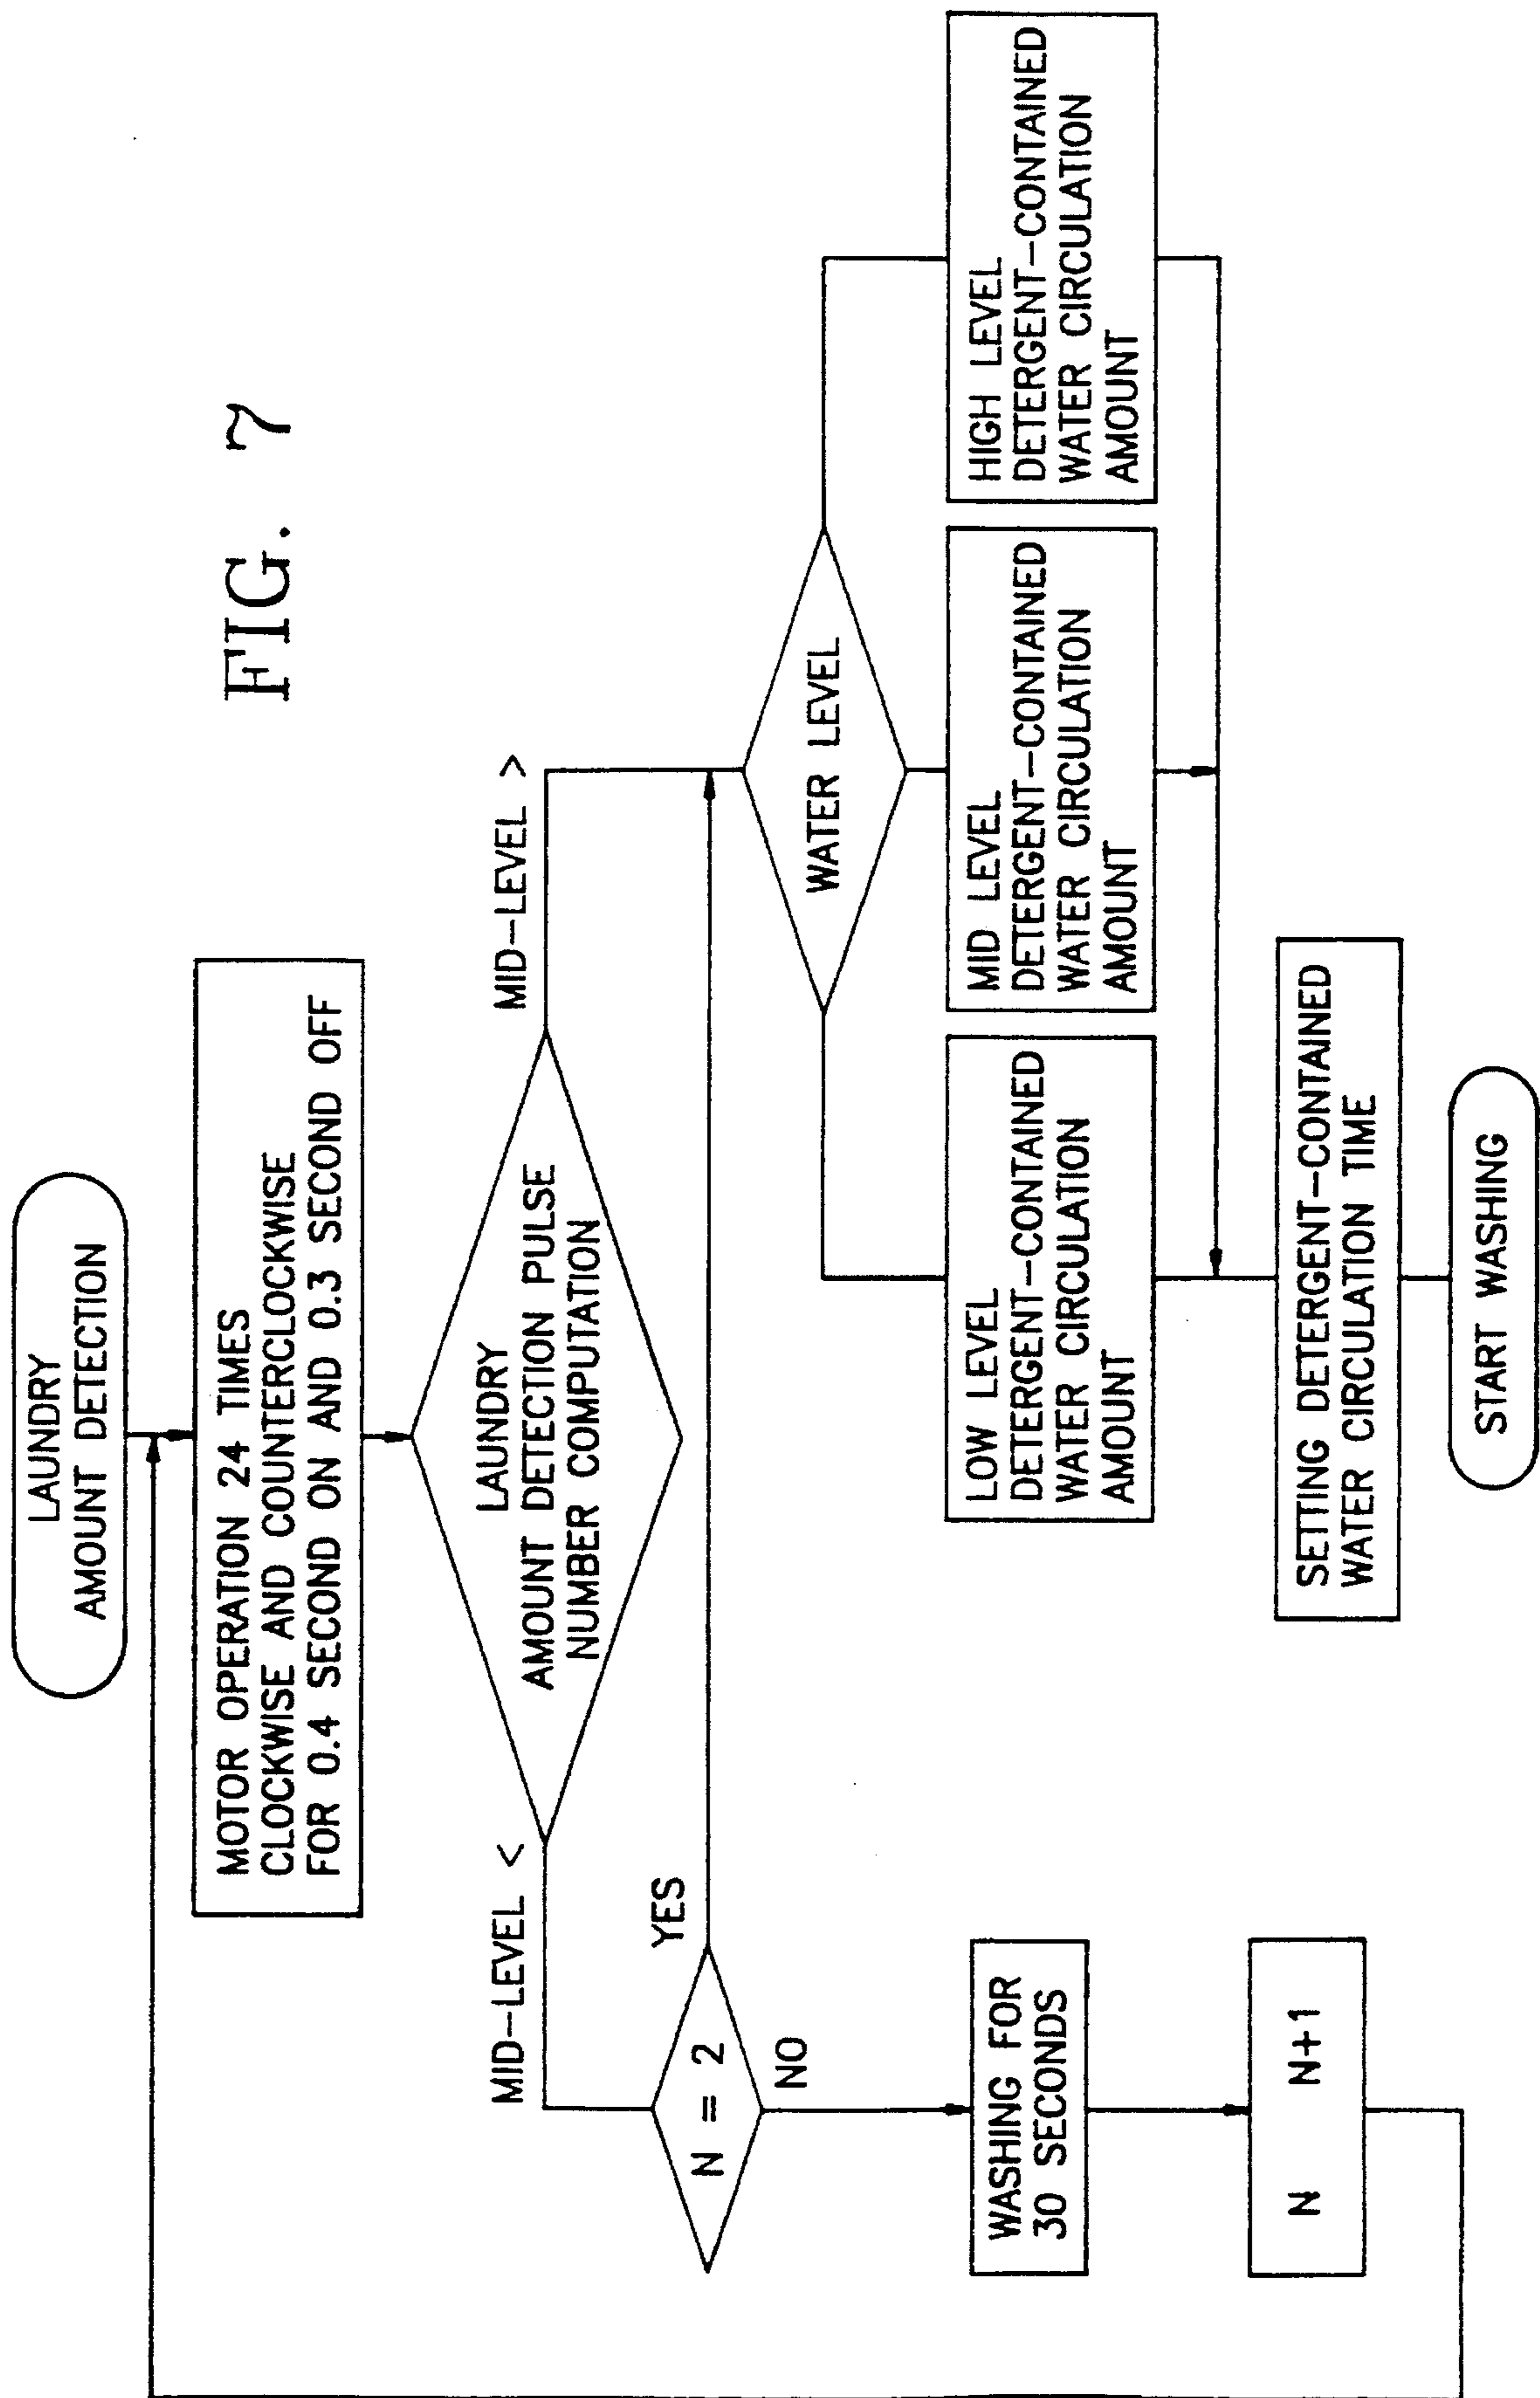 FIG. 7
LAUNDRY
AMOUNT DETECTION
MOTOR OPERATION 24 TIMES
CLOCKWISE AND COUNTERCLOCKWISE
FOR 0.4 SECOND ON AND 0.3 SECOND OFF
LAUNDRY
AMOUNT DETECTION PULSE
NUMBER COMPUTATION
MID-LEVEL <
MID-LEVEL >
N = 2
YES
NO
WASHING FOR
30 SECONDS
N N+1
WATER LEVEL
LOW LEVEL
DETERGENT-CONTAINED
WATER CIRCULATION
AMOUNT
MID LEVEL
DETERGENT-CONTAINED
WATER CIRCULATION
AMOUNT
HIGH LEVEL
DETERGENT-CONTAINED
WATER CIRCULATION
AMOUNT
SETTING DETERGENT-CONTAINED
WATER CIRCULATION TIME
START WASHING